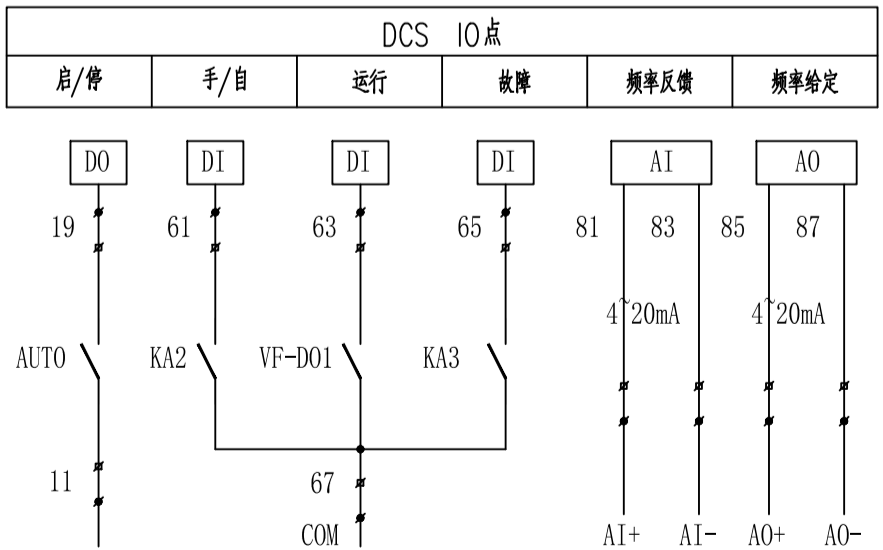 DCS IO点
启/停 手/自 运行 故障 频率反馈 频率给定
DO DI DI DI AI AO
19 61 63 65 81 83 85 87
4~20mA 4~20mA
AUTO KA2 VF-DO1 KA3
11 67
COM AI+ AI- AO+ AO-